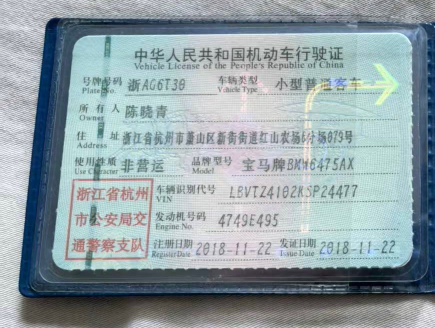 中华人民共和国机动车行驶证
Vehicle License of the People's Republic of China
号牌号码 浙AG6T30 车辆类型 小型普通客车
Plate No. Vehicle Type
所有人 陈晓青
Owner
住址 浙江省杭州市萧山区新街街道红山农场6分场079号
Address
使用性质 非营运 品牌型号 宝马牌BMW6475AX
Use Character Model
浙江省杭州市公安局交通警察支队
车辆识别代号 LBVTZ4102KSP24477
VIN
发动机号码 4749E495
Engine No.
注册日期 2018-11-22 发证日期 2018-11-22
Register Date Issue Date